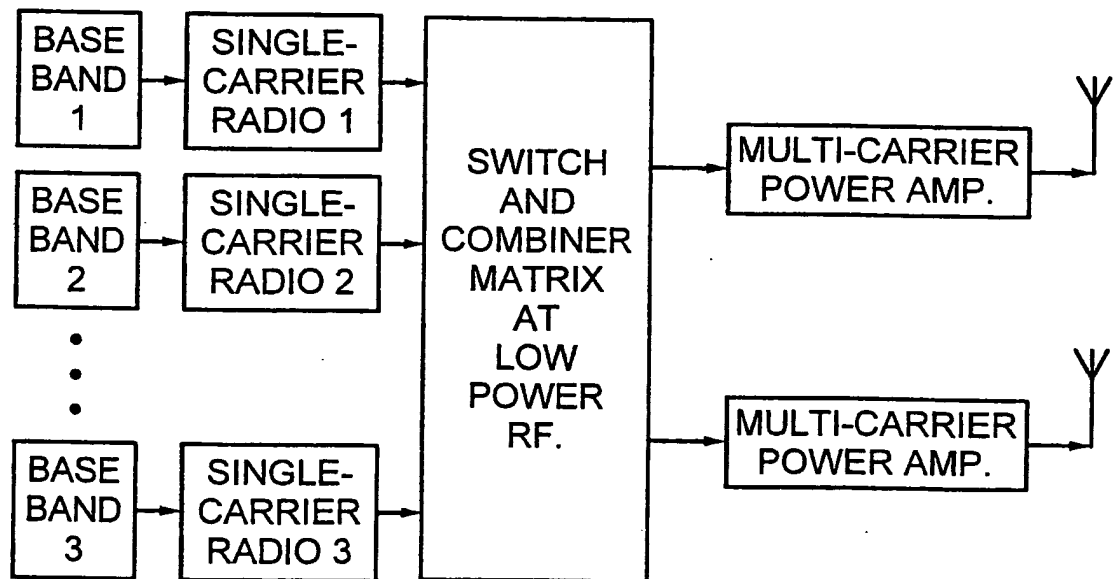 BASE
BAND
1
SINGLE-
CARRIER
RADIO 1
BASE
BAND
2
SINGLE-
CARRIER
RADIO 2
BASE
BAND
3
SINGLE-
CARRIER
RADIO 3
SWITCH
AND
COMBINER
MATRIX
AT
LOW
POWER
RF.
MULTI-CARRIER
POWER AMP.
MULTI-CARRIER
POWER AMP.